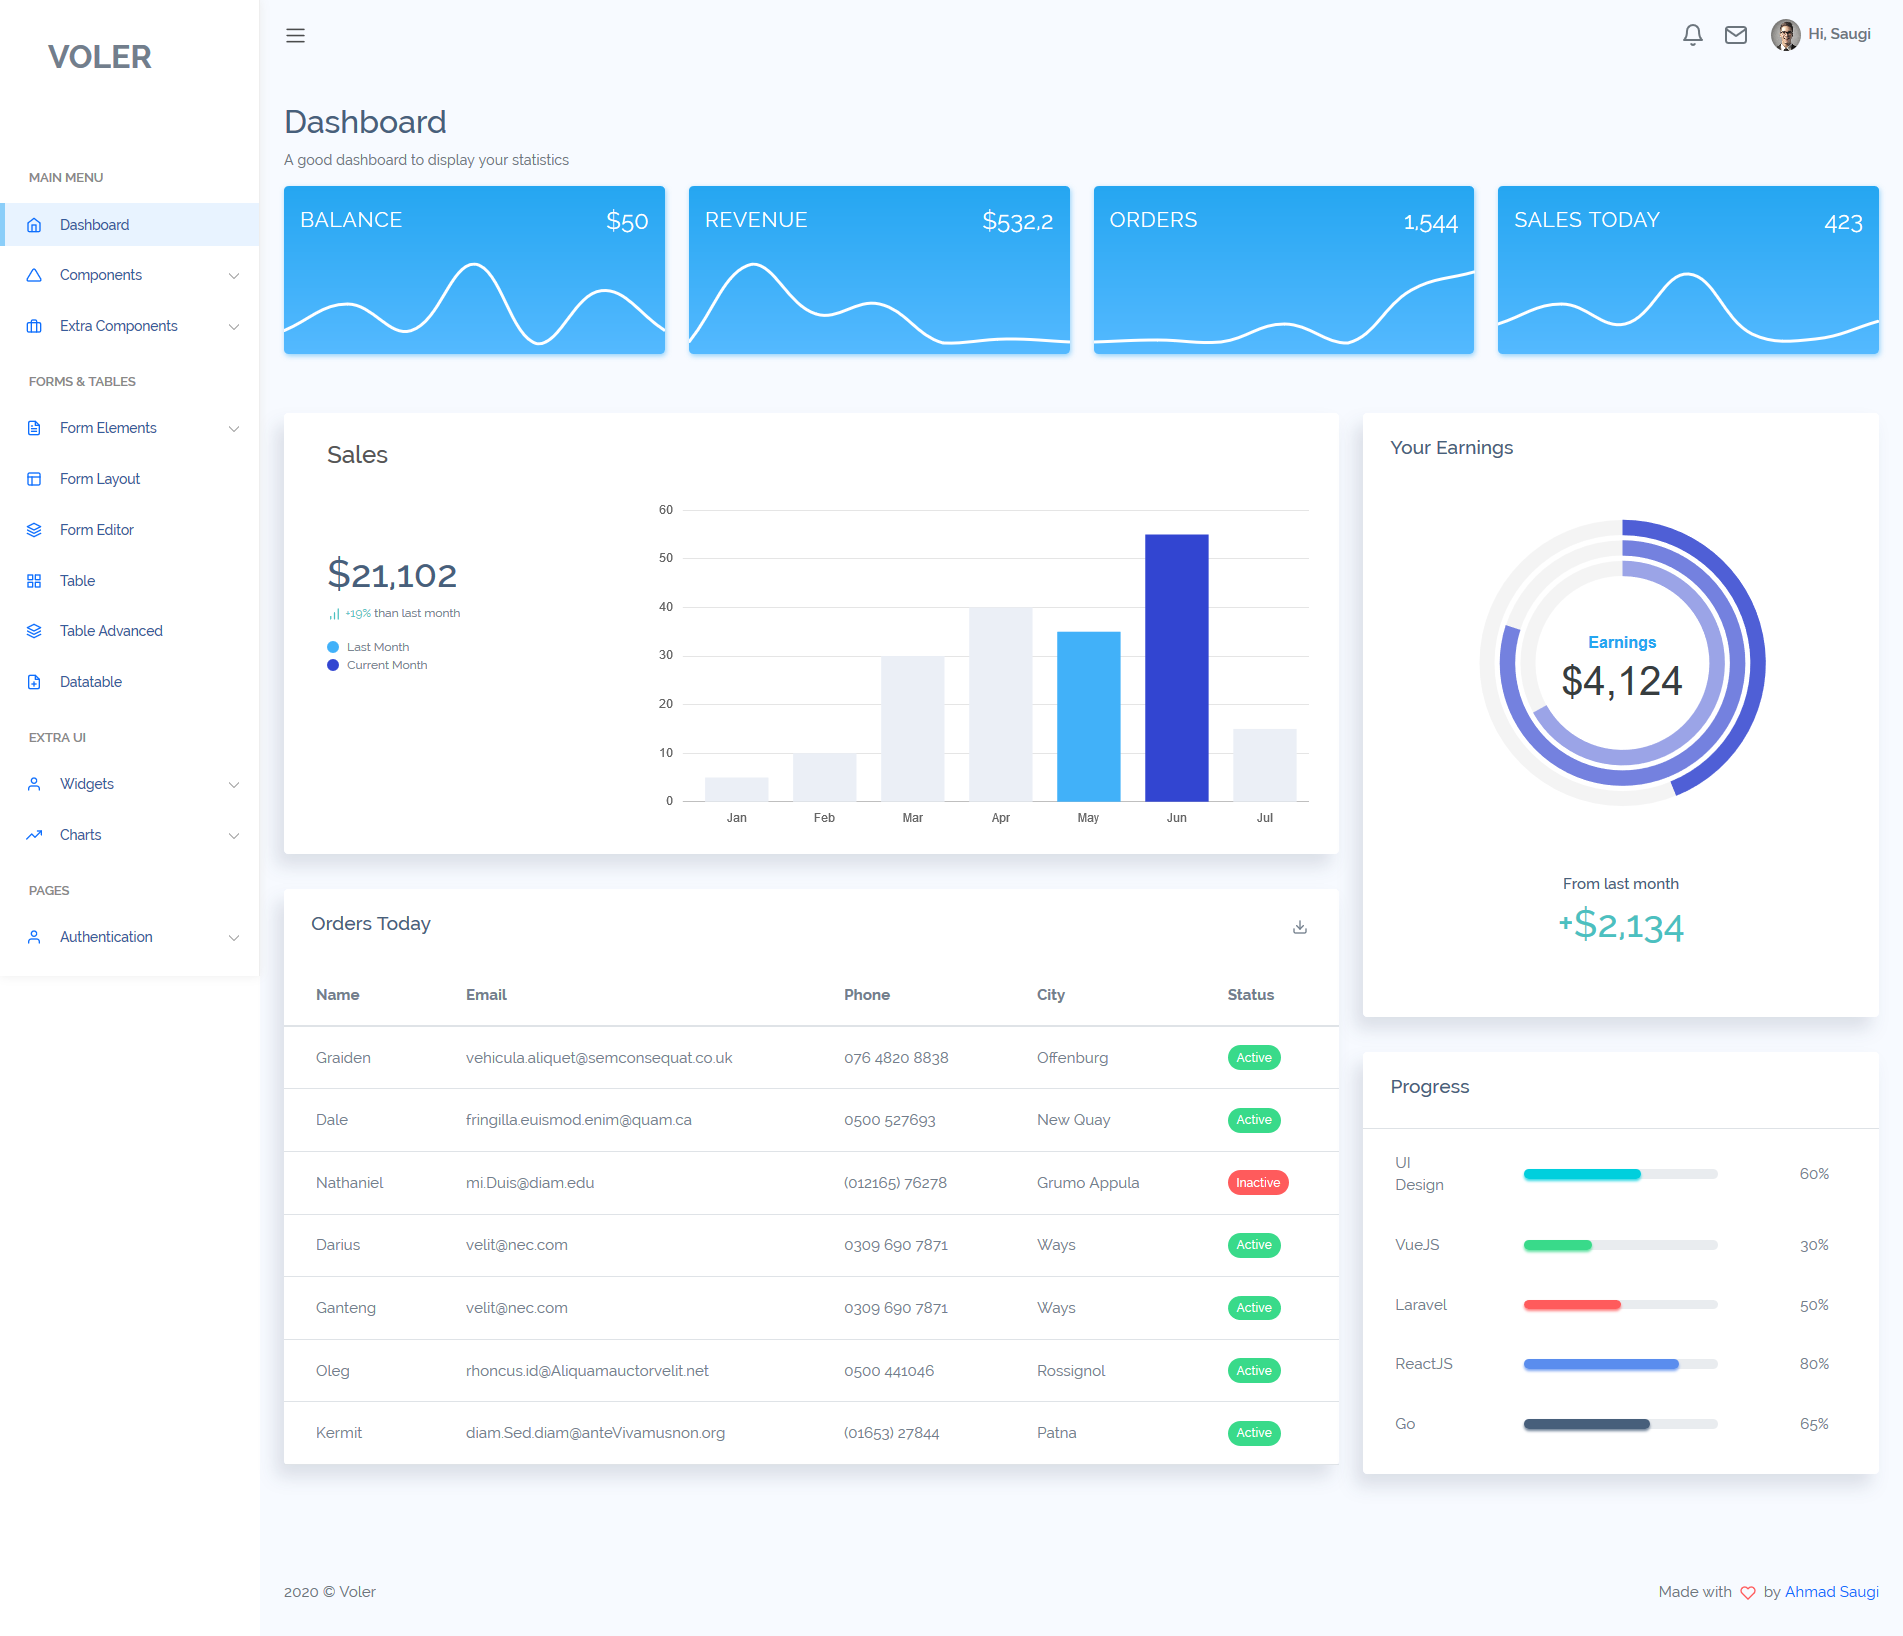 VOLER
Hi, Saugi
MAIN MENU
Dashboard
Components
Extra Components
FORMS & TABLES
Form Elements
Form Layout
Form Editor
Table
Table Advanced
Datatable
EXTRA UI
Widgets
Charts
PAGES
Authentication
Dashboard
A good dashboard to display your statistics
BALANCE $50
REVENUE $532,2
ORDERS 1,544
SALES TODAY 423
Sales
$21,102
+19% than last month
Last Month
Current Month
60
50
40
30
20
10
0
Jan Feb Mar Apr May Jun Jul
Your Earnings
Earnings
$4,124
From last month
+$2,134
Orders Today
Name Email Phone City Status
Graiden vehicula.aliquet@semconsequat.co.uk 076 4820 8838 Offenburg Active
Dale fringilla.euismod.enim@quam.ca 0500 527693 New Quay Active
Nathaniel mi.Duis@diam.edu (012165) 76278 Grumo Appula Inactive
Darius velit@nec.com 0309 690 7871 Ways Active
Ganteng velit@nec.com 0309 690 7871 Ways Active
Oleg rhoncus.id@Aliquamauctorvelit.net 0500 441046 Rossignol Active
Kermit diam.Sed.diam@anteVivamusnon.org (01653) 27844 Patna Active
Progress
UI
Design 60%
VueJS 30%
Laravel 50%
ReactJS 80%
Go 65%
2020 © Voler
Made with by Ahmad Saugi